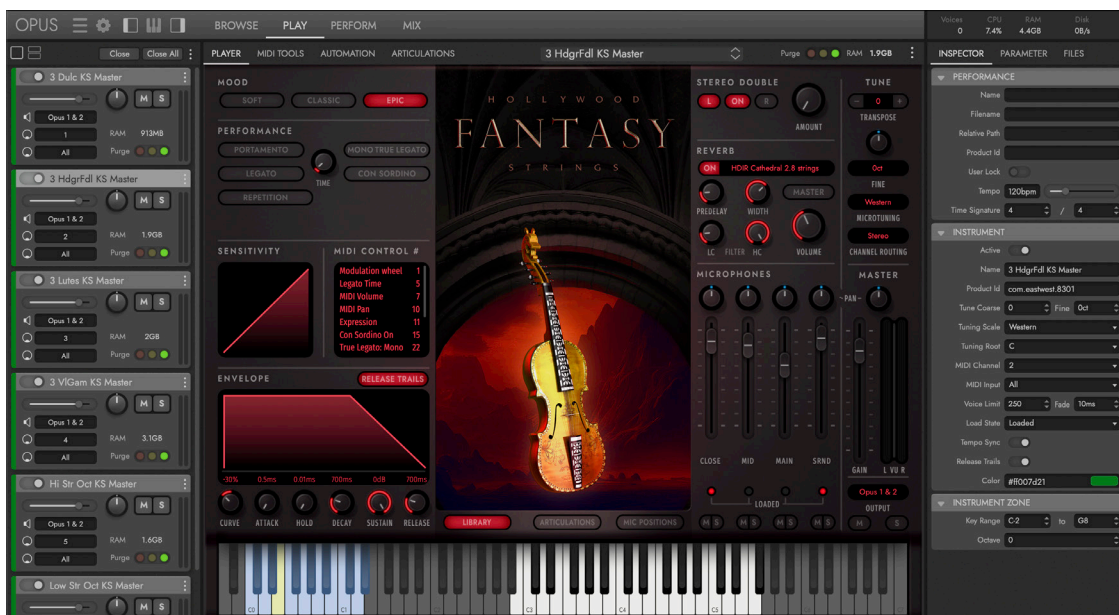 OPUS
BROWSE PLAY PERFORM MIX
Voices CPU RAM Disk
0 7.4% 4.4GB 0B/s
Close Close All
PLAYER MIDI TOOLS AUTOMATION ARTICULATIONS
3 HdgrFdl KS Master
Purge RAM 1.9GB
INSPECTOR PARAMETER FILES
3 Dulc KS Master
M S
Opus 1 & 2
1 RAM 913MB
All Purge
3 HdgrFdl KS Master
M S
Opus 1 & 2
2 RAM 1.9GB
All Purge
3 Lutes KS Master
M S
Opus 1 & 2
3 RAM 2GB
All Purge
3 VlGam KS Master
M S
Opus 1 & 2
4 RAM 3.1GB
All Purge
Hi Str Oct KS Master
M S
Opus 1 & 2
5 RAM 1.6GB
All Purge
Low Str Oct KS Master
M S
MOOD
SOFT CLASSIC EPIC
PERFORMANCE
PORTAMENTO MONO TRUE LEGATO
LEGATO TIME CON SORDINO
REPETITION
SENSITIVITY
MIDI CONTROL #
Modulation wheel 1
Legato Time 5
MIDI Volume 7
MIDI Pan 10
Expression 11
Con Sordino On 15
True Legato: Mono 22
ENVELOPE RELEASE TRAILS
-30% 0.5ms 0.01ms 700ms 0dB 700ms
CURVE ATTACK HOLD DECAY SUSTAIN RELEASE
HOLLYWOOD
FANTASY
STRINGS
LIBRARY ARTICULATIONS MIC POSITIONS
STEREO DOUBLE
L ON R
AMOUNT
REVERB
ON HDIR Cathedral 2.8 strings
MASTER
PREDELAY WIDTH
LC FILTER HC VOLUME
MICROPHONES
~PAN~
CLOSE MID MAIN SRND
LOADED
M S M S M S M S
TUNE
- 0 +
TRANSPOSE
0ct
FINE
Western
MICROTUNING
Stereo
CHANNEL ROUTING
MASTER
GAIN L VU R
Opus 1 & 2
OUTPUT
M S
C0 C1 C3 C4 C5
PERFORMANCE
Name
Filename
Relative Path
Product Id
User Lock
Tempo 120bpm
Time Signature 4 / 4
INSTRUMENT
Active
Name 3 HdgrFdl KS Master
Product Id com.eastwest.8301
Tune Coarse 0 Fine 0ct
Tuning Scale Western
Tuning Root C
MIDI Channel 2
MIDI Input All
Voice Limit 250 Fade 10ms
Load State Loaded
Tempo Sync
Release Trails
Color #ff007d21
INSTRUMENT ZONE
Key Range C-2 to G8
Octave 0